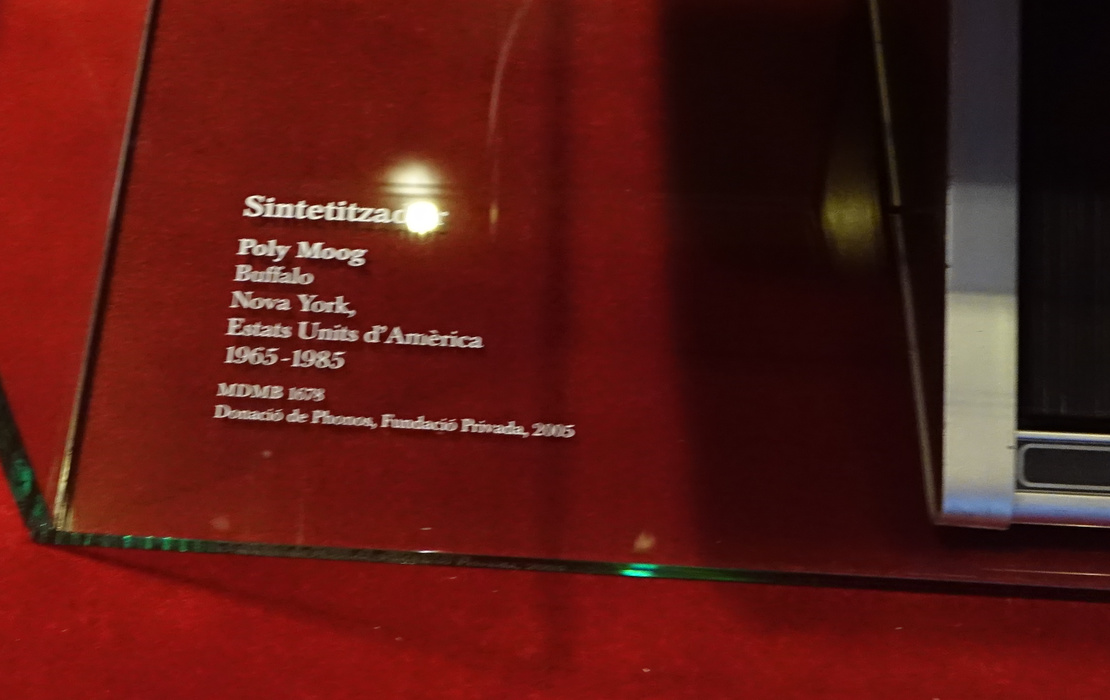 Sintetitzador
Poly Moog
Buffalo
Nova York,
Estats Units d'Amèrica
1965-1985
MDMB 1678
Donació de Phonos, Fundació Privada, 2005